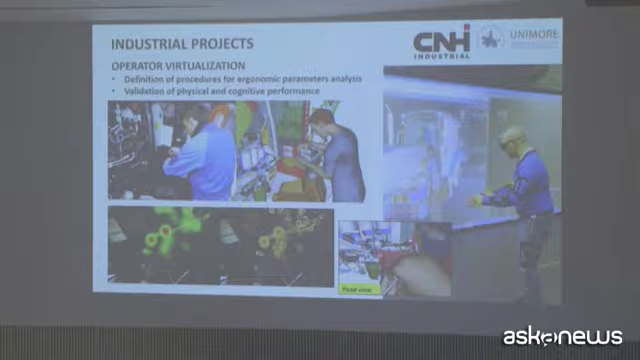 INDUSTRIAL PROJECTS
CNH
INDUSTRIAL
UNIMORE
OPERATOR VIRTUALIZATION
• Definition of procedures for ergonomic parameters analysis
• Validation of physical and cognitive performance
askanews